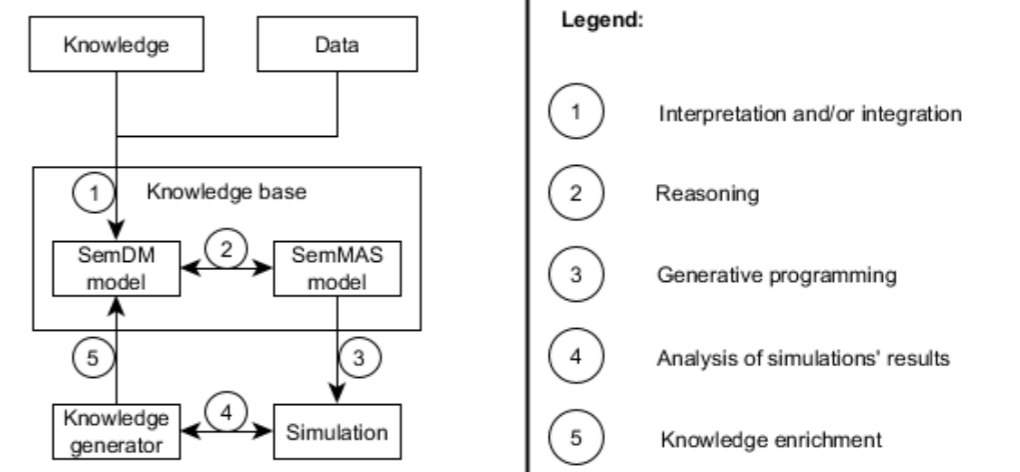 Knowledge
Data
1
Knowledge base
SemDM
model
2
SemMAS
model
5
3
Knowledge
generator
4
Simulation
Legend:
1 Interpretation and/or integration
2 Reasoning
3 Generative programming
4 Analysis of simulations' results
5 Knowledge enrichment